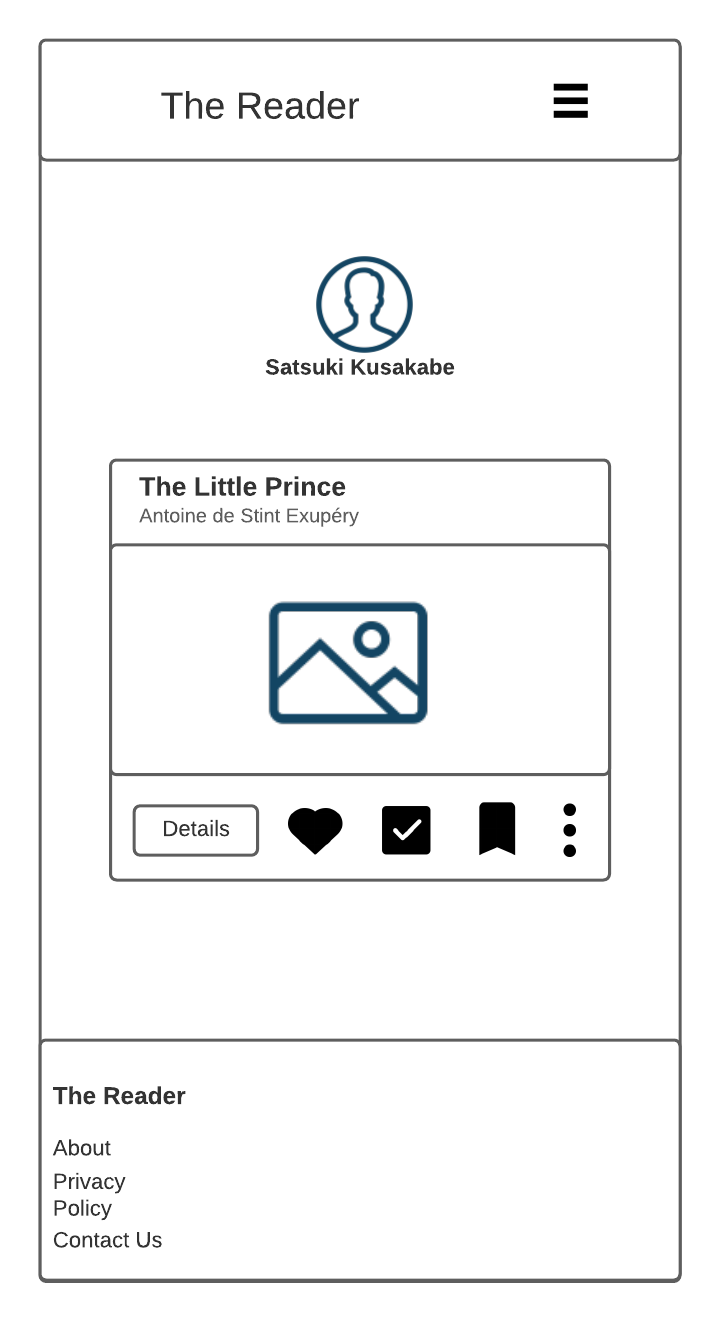 The Reader
Satsuki Kusakabe
The Little Prince
Antoine de Stint Exupéry
Details
The Reader
About
Privacy
Policy
Contact Us